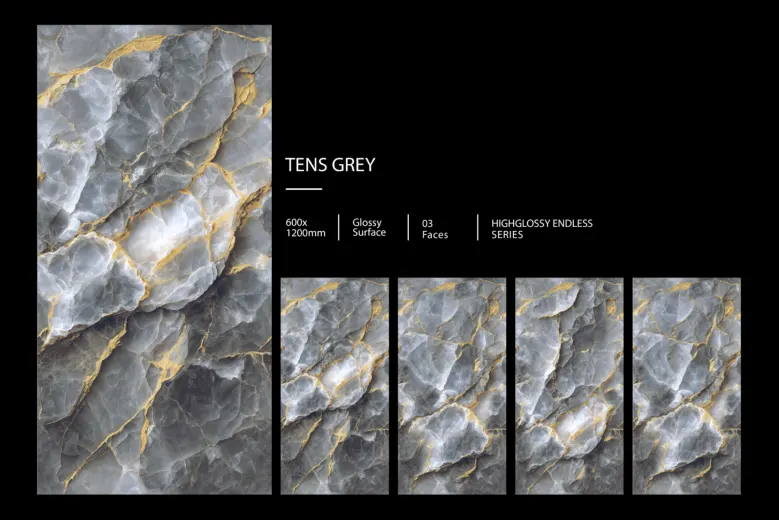 TENS GREY
600x
1200mm
Glossy
Surface
03
Faces
HIGHGLOSSY ENDLESS
SERIES